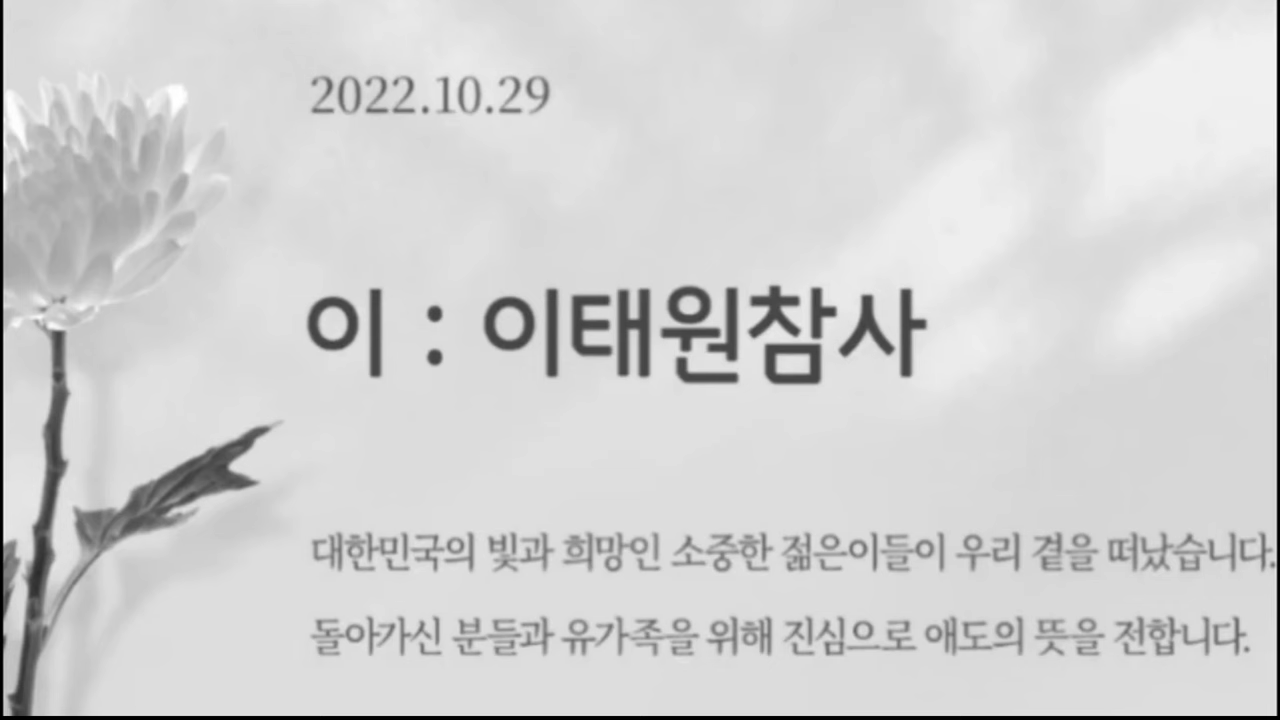 2022.10.29
이 : 이태원참사
대한민국의 빛과 희망인 소중한 젊은이들이 우리 곁을 떠났습니다.
돌아가신 분들과 유가족을 위해 진심으로 애도의 뜻을 전합니다.